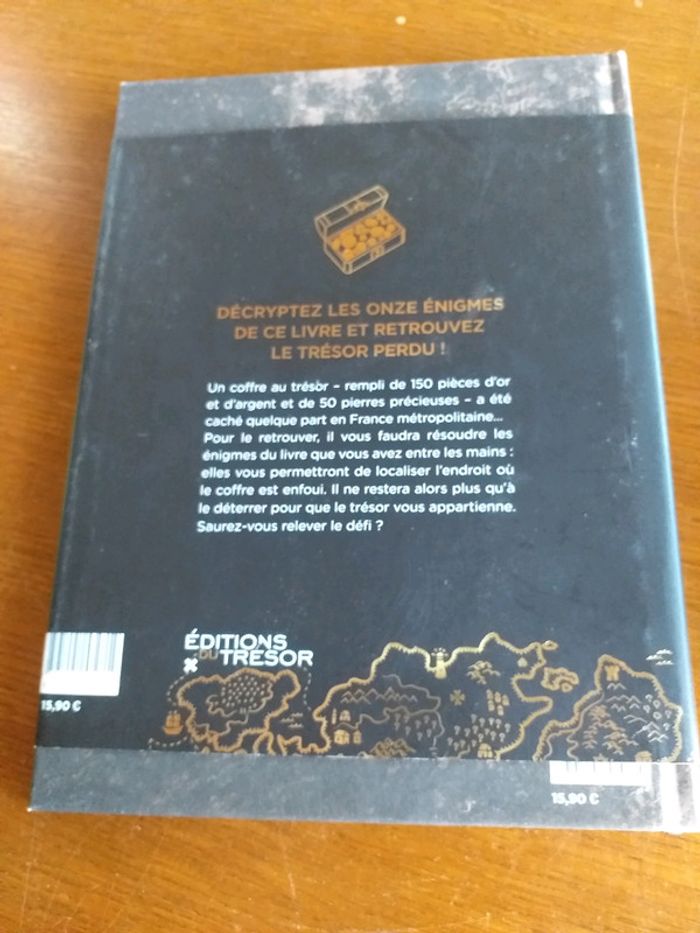 DÉCRYPTEZ LES ONZE ÉNIGMES
DE CE LIVRE ET RETROUVEZ
LE TRÉSOR PERDU !
Un coffre au trésor – rempli de 150 pièces d'or
et d'argent et de 50 pierres précieuses – a été
caché quelque part en France métropolitaine...
Pour le retrouver, il vous faudra résoudre les
énigmes du livre que vous avez entre les mains :
elles vous permettront de localiser l'endroit où
le coffre est enfoui. Il ne restera alors plus qu'à
le déterrer pour que le trésor vous appartienne.
Saurez-vous relever le défi ?
ÉDITIONS
DU TRÉSOR
15,90 €
15,90 €